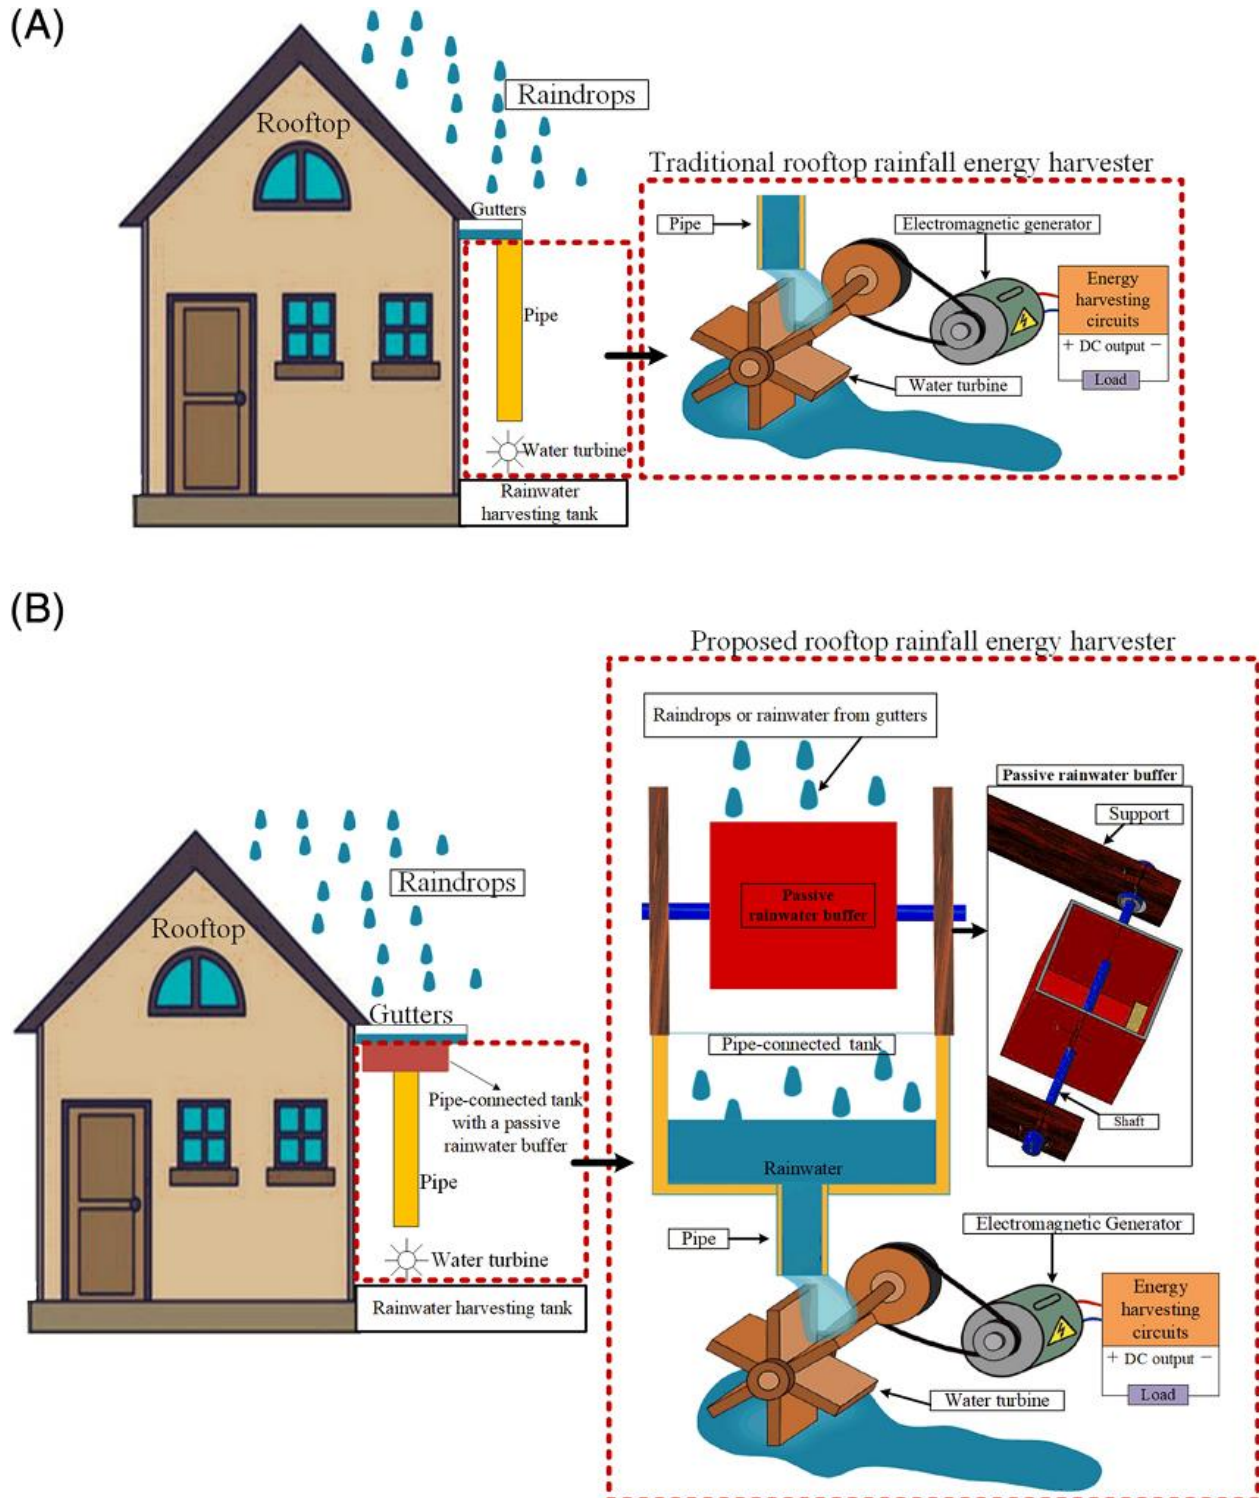 (A)
Raindrops
Rooftop
Gutters
Pipe
Water turbine
Rainwater
harvesting tank
Traditional rooftop rainfall energy harvester
Pipe
Electromagnetic generator
Energy
harvesting
circuits
+ DC output −
Load
Water turbine
(B)
Raindrops
Rooftop
Gutters
Pipe-connected tank
with a passive
rainwater buffer
Pipe
Water turbine
Rainwater harvesting tank
Proposed rooftop rainfall energy harvester
Raindrops or rainwater from gutters
Passive
rainwater buffer
Passive rainwater buffer
Support
Shaft
Pipe-connected tank
Rainwater
Pipe
Electromagnetic Generator
Energy
harvesting
circuits
+ DC output −
Load
Water turbine